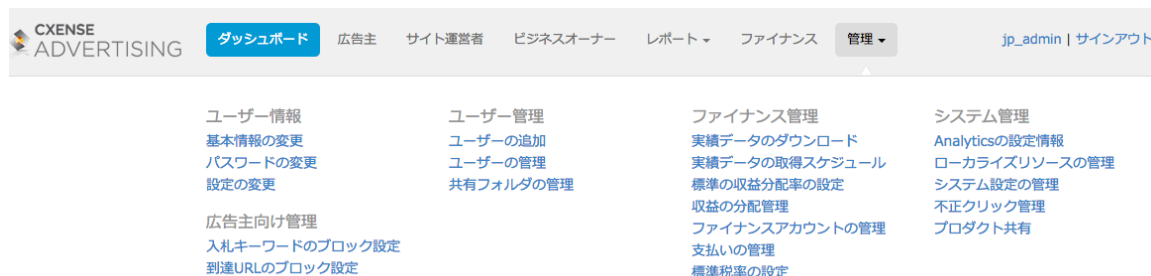 CXENSE
ADVERTISING
ダッシュボード 広告主 サイト運営者 ビジネスオーナー レポート ファイナンス 管理 jp_admin | サインアウト
ユーザー情報
基本情報の変更
パスワードの変更
設定の変更
広告主向け管理
入札キーワードのブロック設定
到達URLのブロック設定
ユーザー管理
ユーザーの追加
ユーザーの管理
共有フォルダの管理
ファイナンス管理
実績データのダウンロード
実績データの取得スケジュール
標準の収益分配率の設定
収益の分配管理
ファイナンスアカウントの管理
支払いの管理
標準税率の設定
システム管理
Analyticsの設定情報
ローカライズリソースの管理
システム設定の管理
不正クリック管理
プロダクト共有